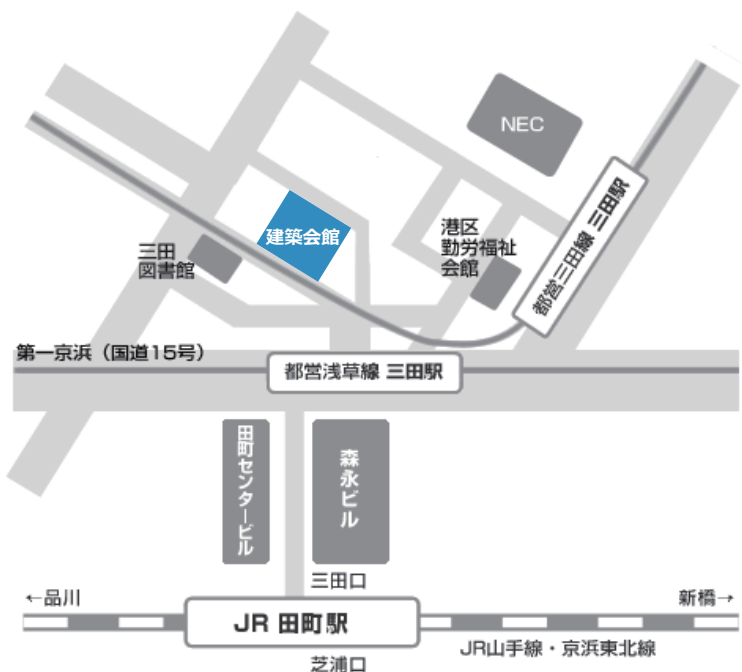 NEC
建築会館
港区
勤労福祉
会館
都営三田線 三田駅
三田
図書館
第一京浜（国道15号）
都営浅草線 三田駅
田町センタービル
森永ビル
三田口
←品川
新橋→
JR 田町駅
JR山手線・京浜東北線
芝浦口